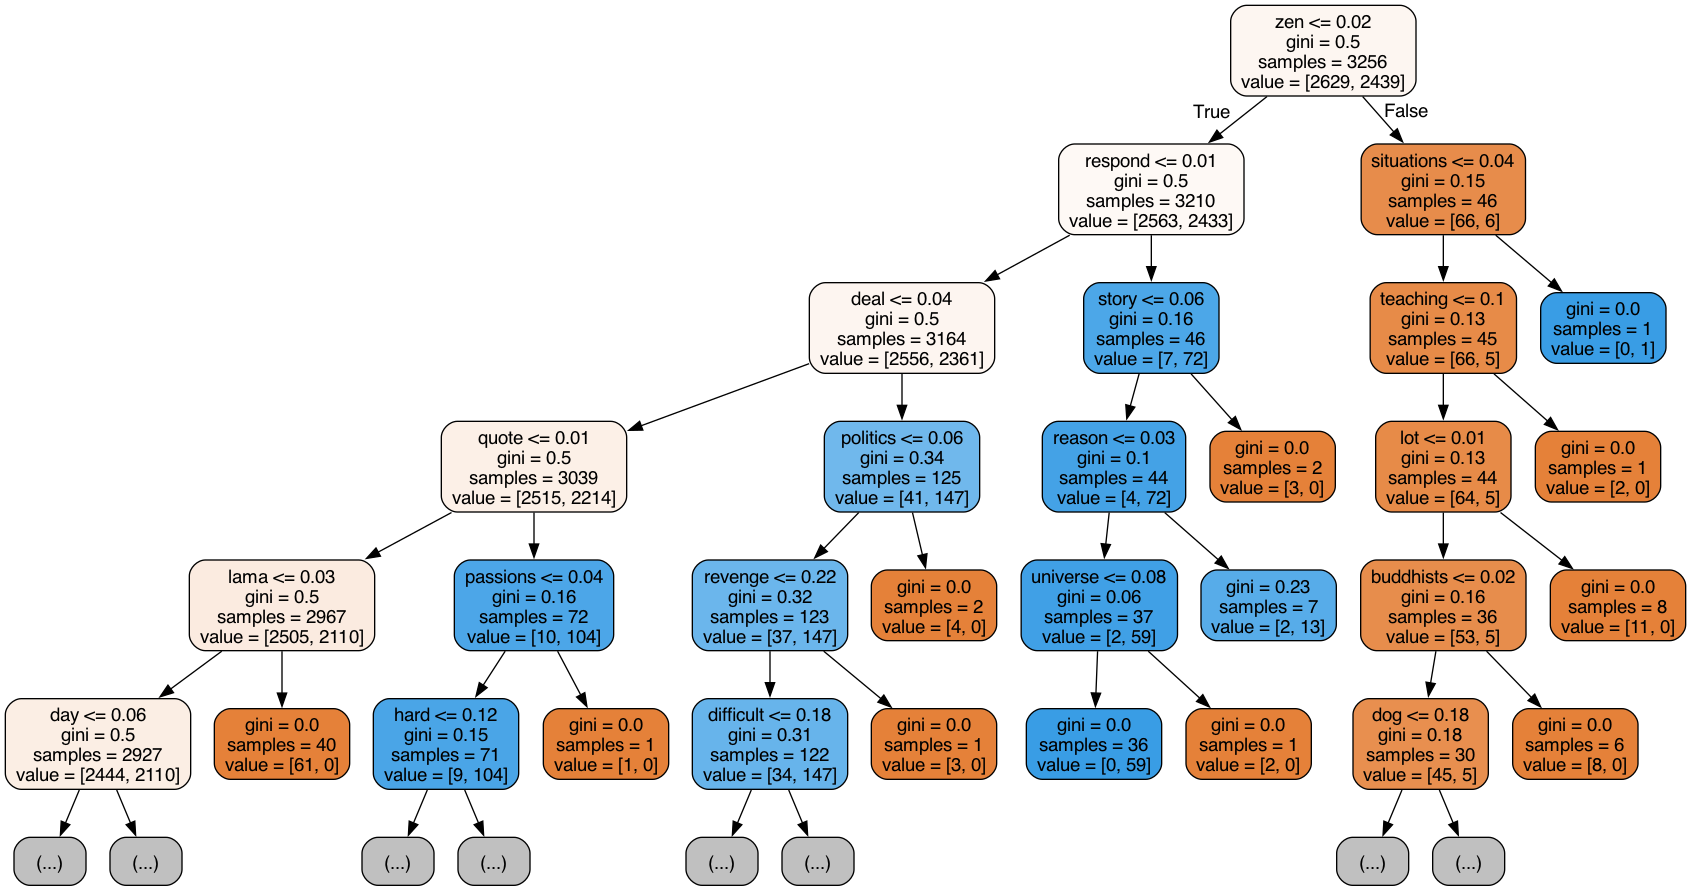 zen <= 0.02
gini = 0.5
samples = 3256
value = [2629, 2439]
True
False
respond <= 0.01
gini = 0.5
samples = 3210
value = [2563, 2433]
situations <= 0.04
gini = 0.15
samples = 46
value = [66, 6]
deal <= 0.04
gini = 0.5
samples = 3164
value = [2556, 2361]
story <= 0.06
gini = 0.16
samples = 46
value = [7, 72]
teaching <= 0.1
gini = 0.13
samples = 45
value = [66, 5]
gini = 0.0
samples = 1
value = [0, 1]
quote <= 0.01
gini = 0.5
samples = 3039
value = [2515, 2214]
politics <= 0.06
gini = 0.34
samples = 125
value = [41, 147]
reason <= 0.03
gini = 0.1
samples = 44
value = [4, 72]
gini = 0.0
samples = 2
value = [3, 0]
lot <= 0.01
gini = 0.13
samples = 44
value = [64, 5]
gini = 0.0
samples = 1
value = [2, 0]
lama <= 0.03
gini = 0.5
samples = 2967
value = [2505, 2110]
passions <= 0.04
gini = 0.16
samples = 72
value = [10, 104]
revenge <= 0.22
gini = 0.32
samples = 123
value = [37, 147]
gini = 0.0
samples = 2
value = [4, 0]
universe <= 0.08
gini = 0.06
samples = 37
value = [2, 59]
gini = 0.23
samples = 7
value = [2, 13]
buddhists <= 0.02
gini = 0.16
samples = 36
value = [53, 5]
gini = 0.0
samples = 8
value = [11, 0]
day <= 0.06
gini = 0.5
samples = 2927
value = [2444, 2110]
gini = 0.0
samples = 40
value = [61, 0]
hard <= 0.12
gini = 0.15
samples = 71
value = [9, 104]
gini = 0.0
samples = 1
value = [1, 0]
difficult <= 0.18
gini = 0.31
samples = 122
value = [34, 147]
gini = 0.0
samples = 1
value = [3, 0]
gini = 0.0
samples = 36
value = [0, 59]
gini = 0.0
samples = 1
value = [2, 0]
dog <= 0.18
gini = 0.18
samples = 30
value = [45, 5]
gini = 0.0
samples = 6
value = [8, 0]
(...)
(...)
(...)
(...)
(...)
(...)
(...)
(...)